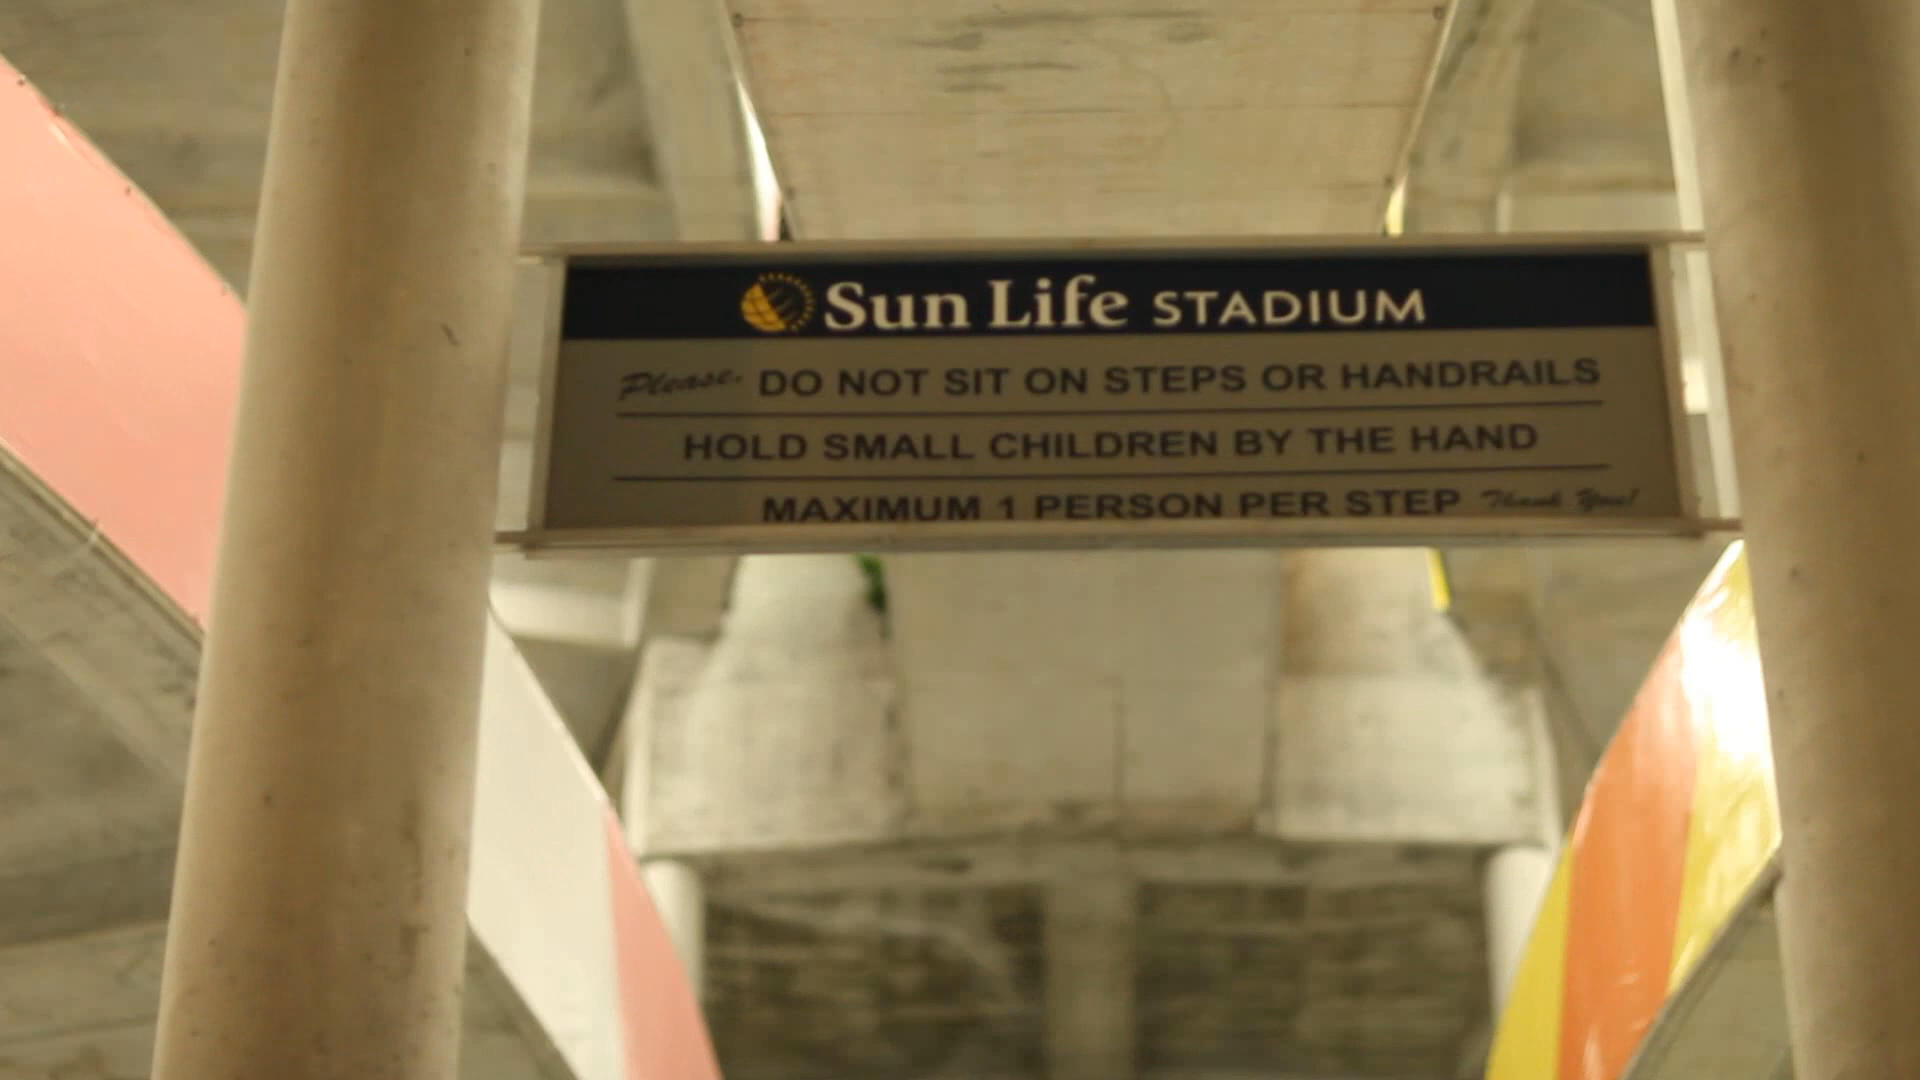 Sun Life STADIUM
Please. DO NOT SIT ON STEPS OR HANDRAILS
HOLD SMALL CHILDREN BY THE HAND
MAXIMUM 1 PERSON PER STEP Thank You!